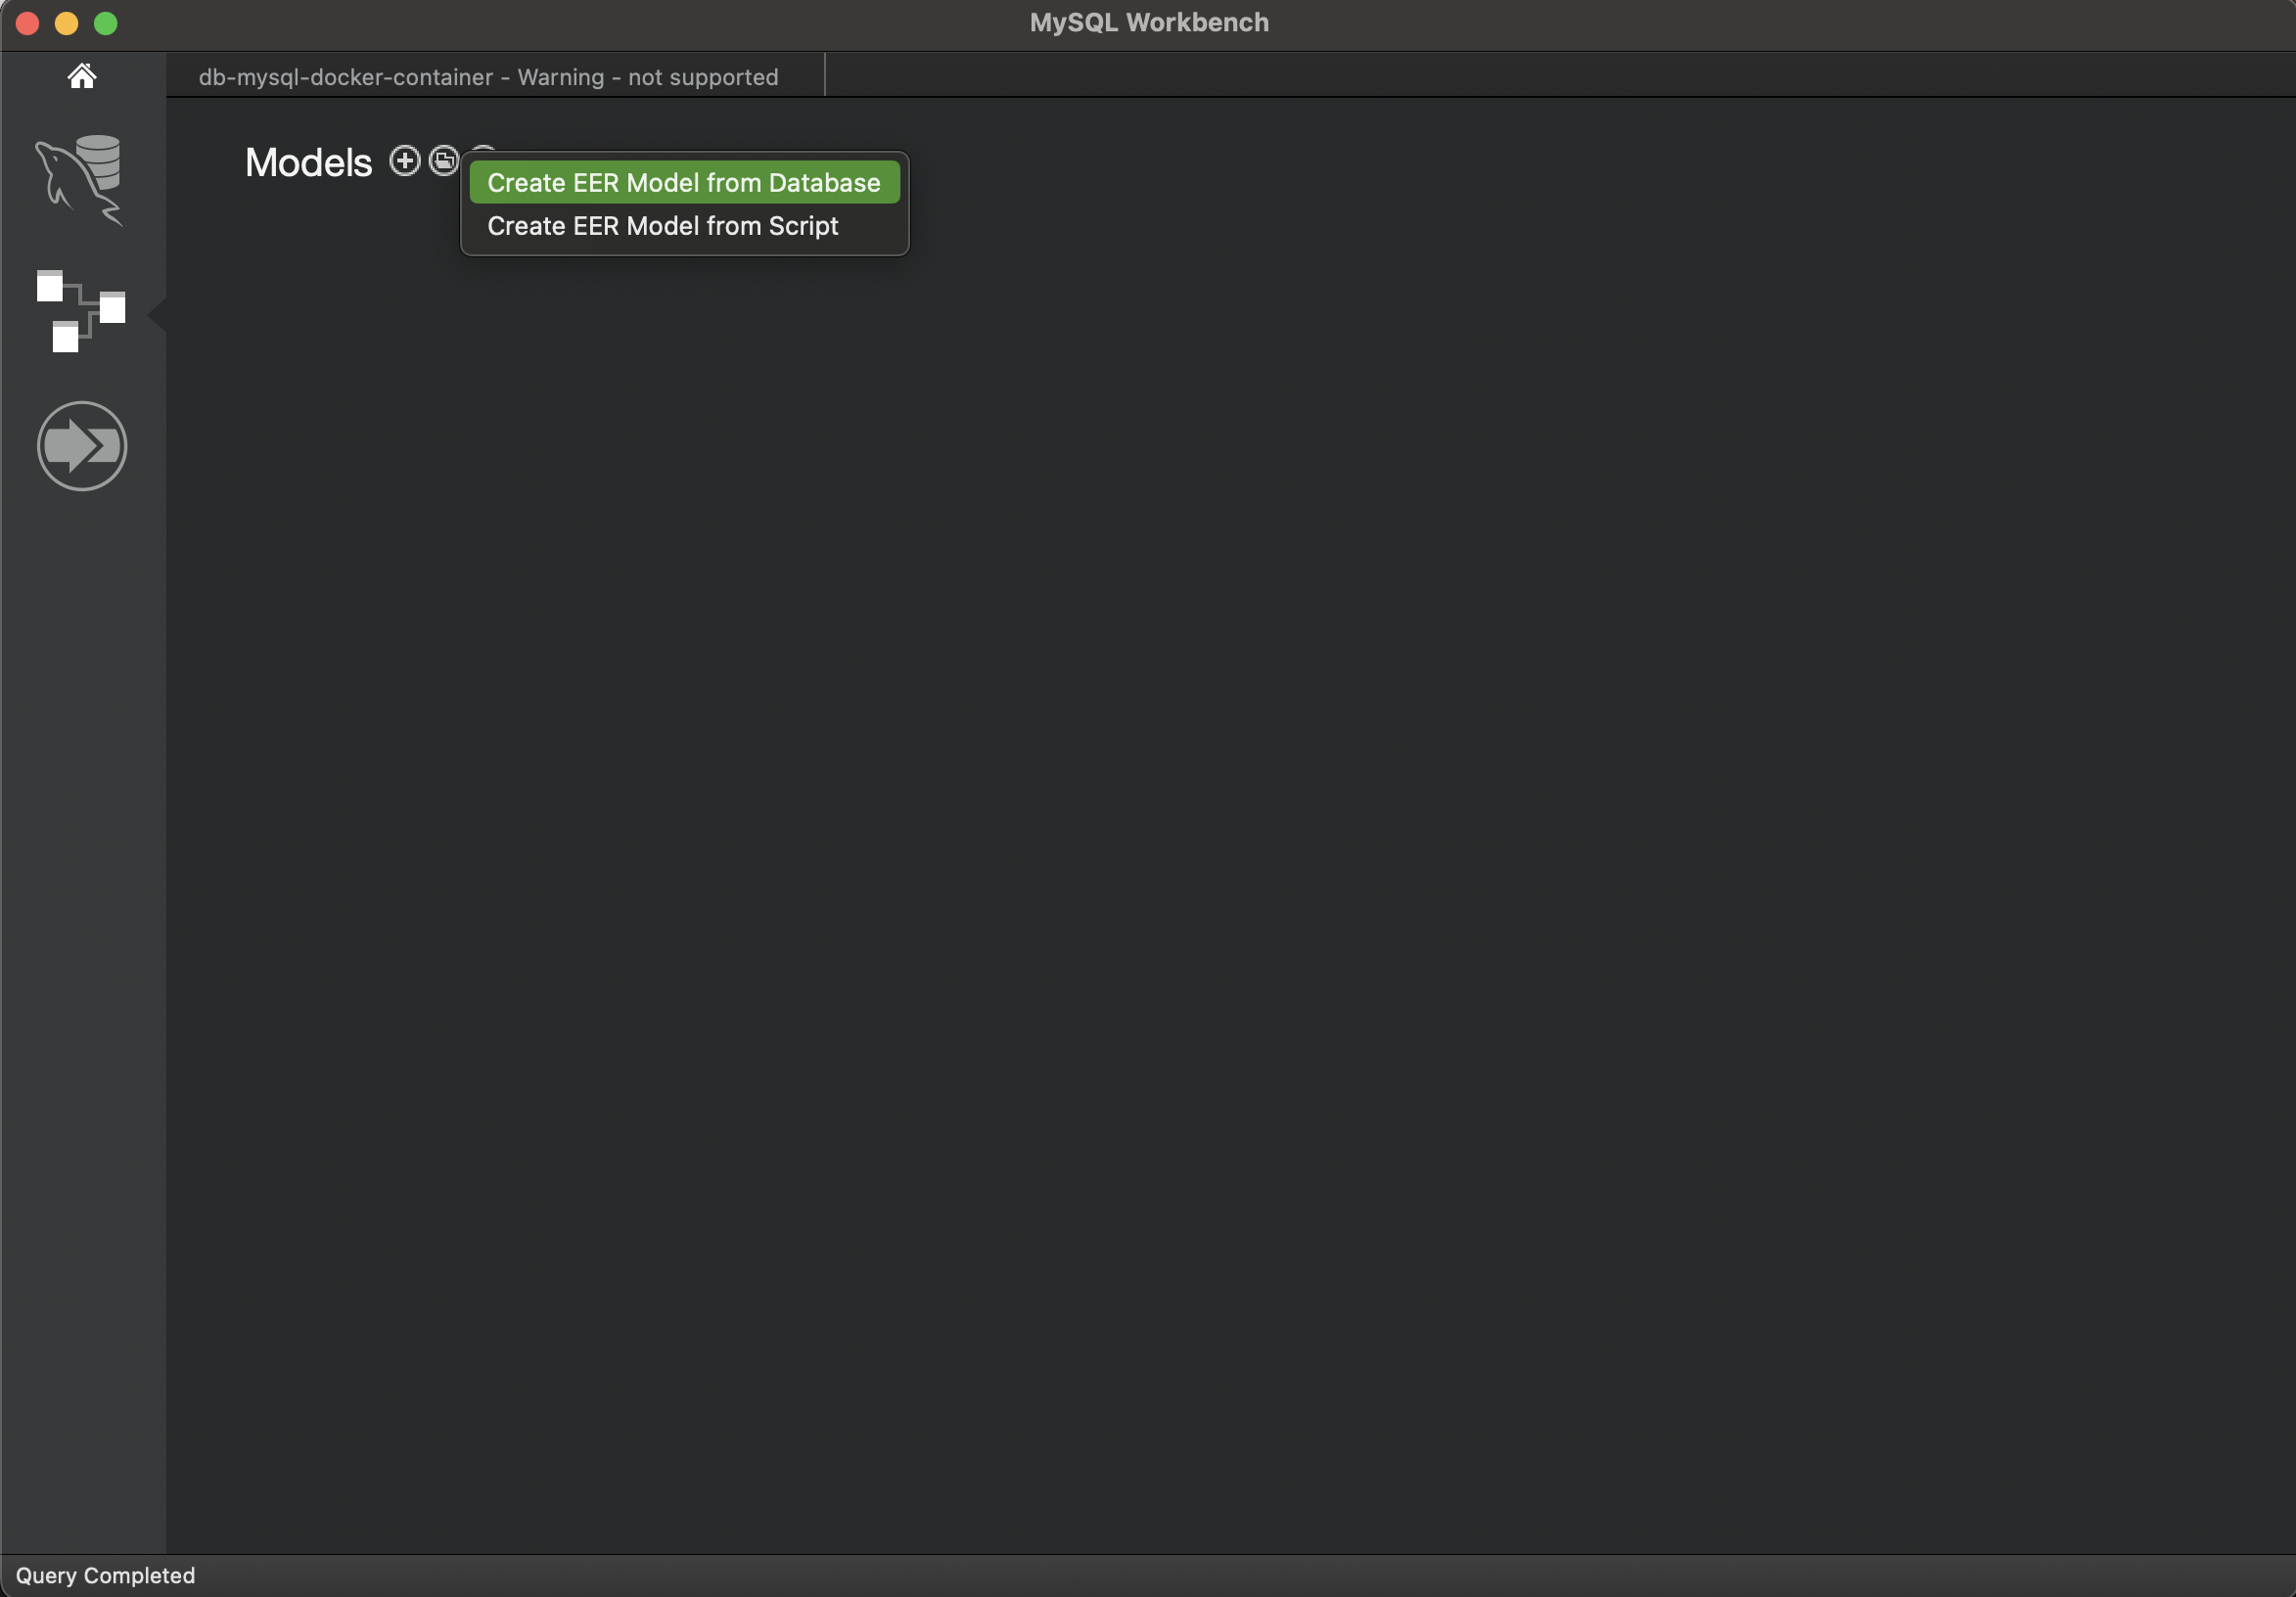 MySQL Workbench
db-mysql-docker-container - Warning - not supported
Models
Create EER Model from Database
Create EER Model from Script
Query Completed